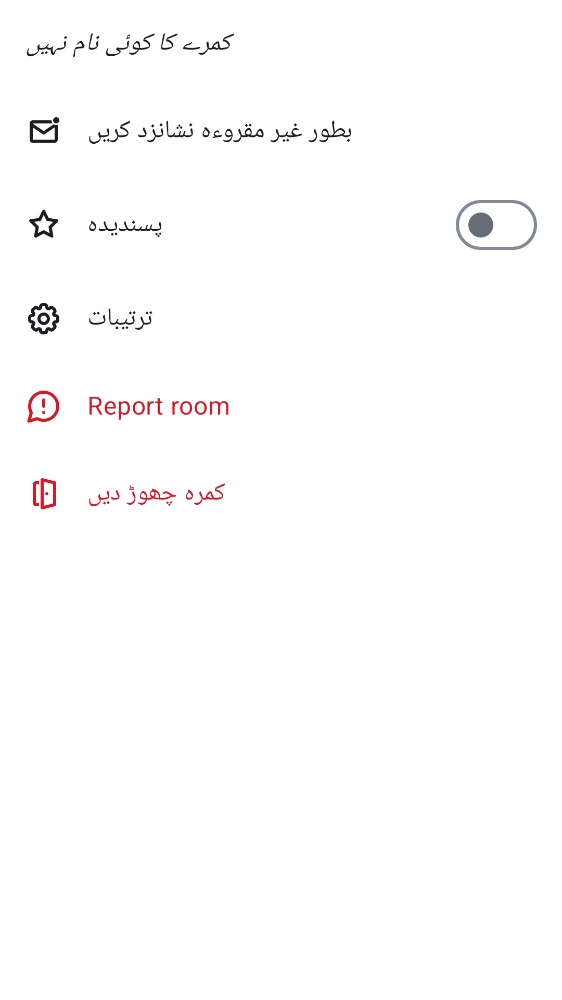 کمرے کا کوئی نام نہیں
بطور غیر مقروءہ نشانزد کریں
پسندیدہ
ترتیبات
Report room
کمرہ چھوڑ دیں